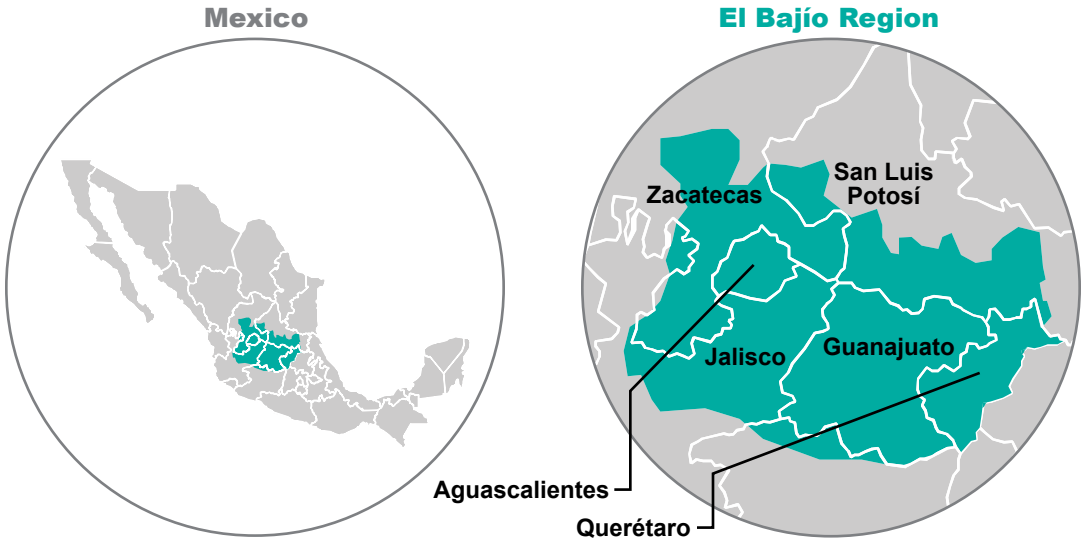 Mexico
El Bajío Region
San Luis
Potosí
Zacatecas
Jalisco
Guanajuato
Aguascalientes
Querétaro